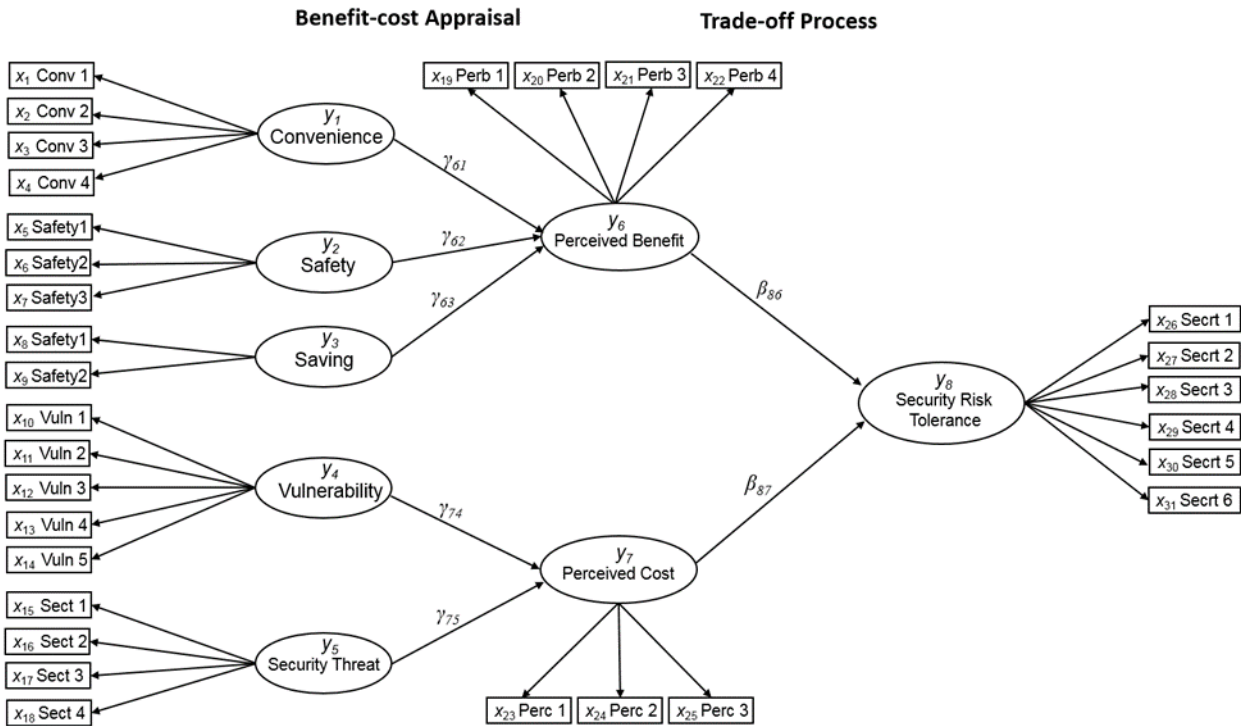 Benefit-cost Appraisal
Trade-off Process
x₁ Conv 1
x₂ Conv 2
x₃ Conv 3
x₄ Conv 4
x₅ Safety1
x₆ Safety2
x₇ Safety3
x₈ Safety1
x₉ Safety2
x₁₀ Vuln 1
x₁₁ Vuln 2
x₁₂ Vuln 3
x₁₃ Vuln 4
x₁₄ Vuln 5
x₁₅ Sect 1
x₁₆ Sect 2
x₁₇ Sect 3
x₁₈ Sect 4
y₁
Convenience
y₂
Safety
y₃
Saving
y₄
Vulnerability
y₅
Security Threat
γ₆₁
γ₆₂
γ₆₃
γ₇₄
γ₇₅
x₁₉ Perb 1
x₂₀ Perb 2
x₂₁ Perb 3
x₂₂ Perb 4
y₆
Perceived Benefit
y₇
Perceived Cost
x₂₃ Perc 1
x₂₄ Perc 2
x₂₅ Perc 3
β₈₆
β₈₇
y₈
Security Risk
Tolerance
x₂₆ Secrt 1
x₂₇ Secrt 2
x₂₈ Secrt 3
x₂₉ Secrt 4
x₃₀ Secrt 5
x₃₁ Secrt 6